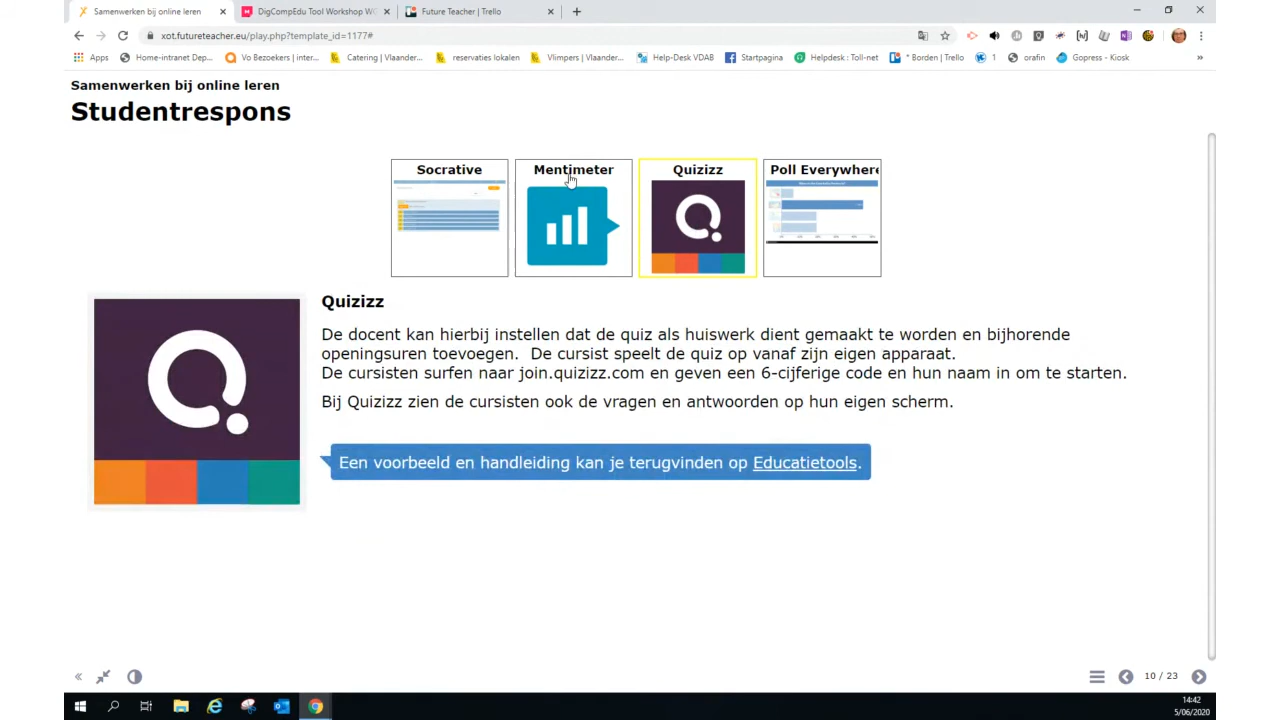 Samenwerken bij online leren
DigCompEdu Tool Workshop WO
Future Teacher | Trello
xot.futureteacher.eu/play.php?template_id=1177#
Apps
Home-intranet Dep...
Vo Bezoekers | inter...
Catering | Vlaander...
reservaties lokalen
Vlimpers | Vlaander...
Help-Desk VDAB
Startpagina
Helpdesk : Toll-net
* Borden | Trello
1
orafin
Gopress - Kiosk
»
Samenwerken bij online leren
Studentrespons
Socrative
Mentimeter
Quizizz
Poll Everywhere
Quizizz
De docent kan hierbij instellen dat de quiz als huiswerk dient gemaakt te worden en bijhorende
openingsuren toevoegen. De cursist speelt de quiz op vanaf zijn eigen apparaat.
De cursisten surfen naar join.quizizz.com en geven een 6-cijferige code en hun naam in om te starten.
Bij Quizizz zien de cursisten ook de vragen en antwoorden op hun eigen scherm.
Een voorbeeld en handleiding kan je terugvinden op Educatietools.
10 / 23
14:42
5/06/2020